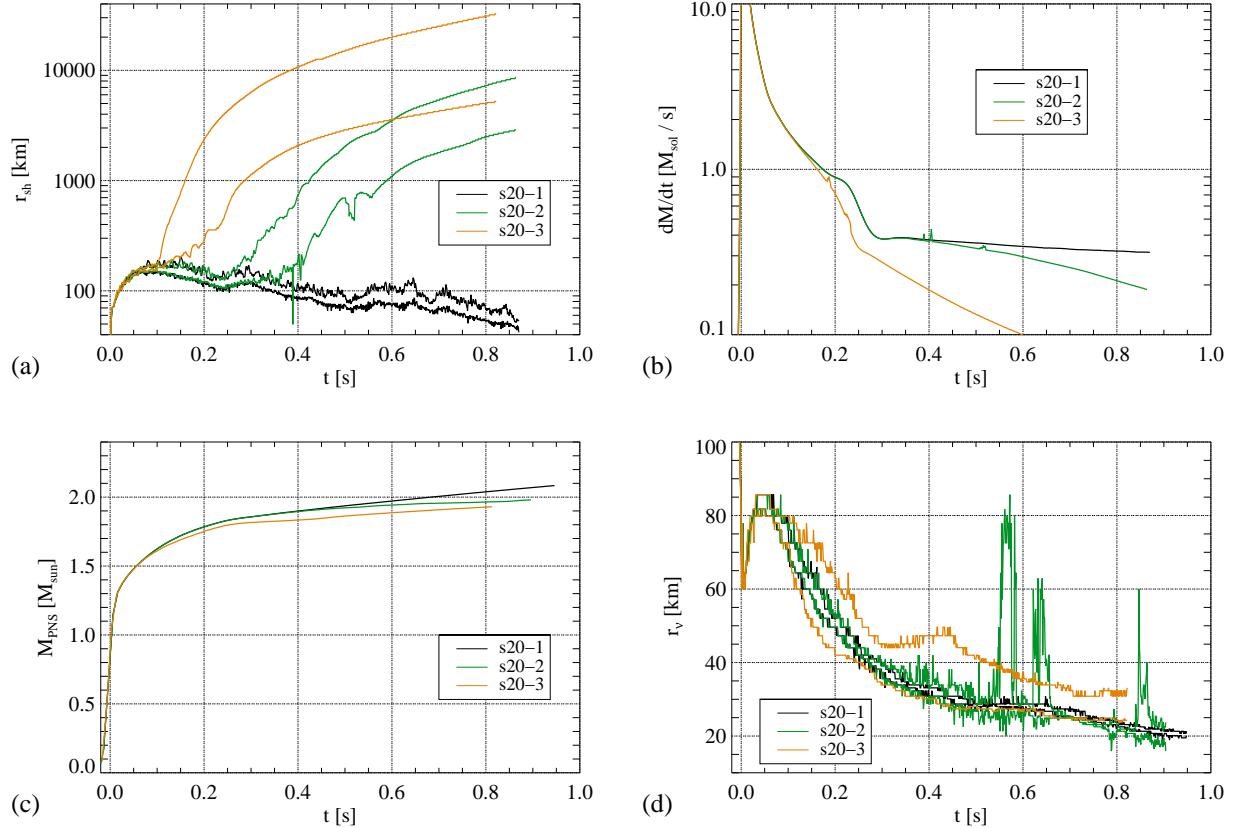 10000
1000
100
r_sh [km]
s20-1
s20-2
s20-3
0.0 0.2 0.4 0.6 0.8 1.0
(a) t [s]
10.0
1.0
0.1
dM/dt [M_sol / s]
s20-1
s20-2
s20-3
0.0 0.2 0.4 0.6 0.8 1.0
(b) t [s]
2.0
1.5
1.0
0.5
0.0
M_PNS [M_sun]
s20-1
s20-2
s20-3
0.0 0.2 0.4 0.6 0.8 1.0
(c) t [s]
100
80
60
40
20
r_ν [km]
s20-1
s20-2
s20-3
0.0 0.2 0.4 0.6 0.8 1.0
(d) t [s]